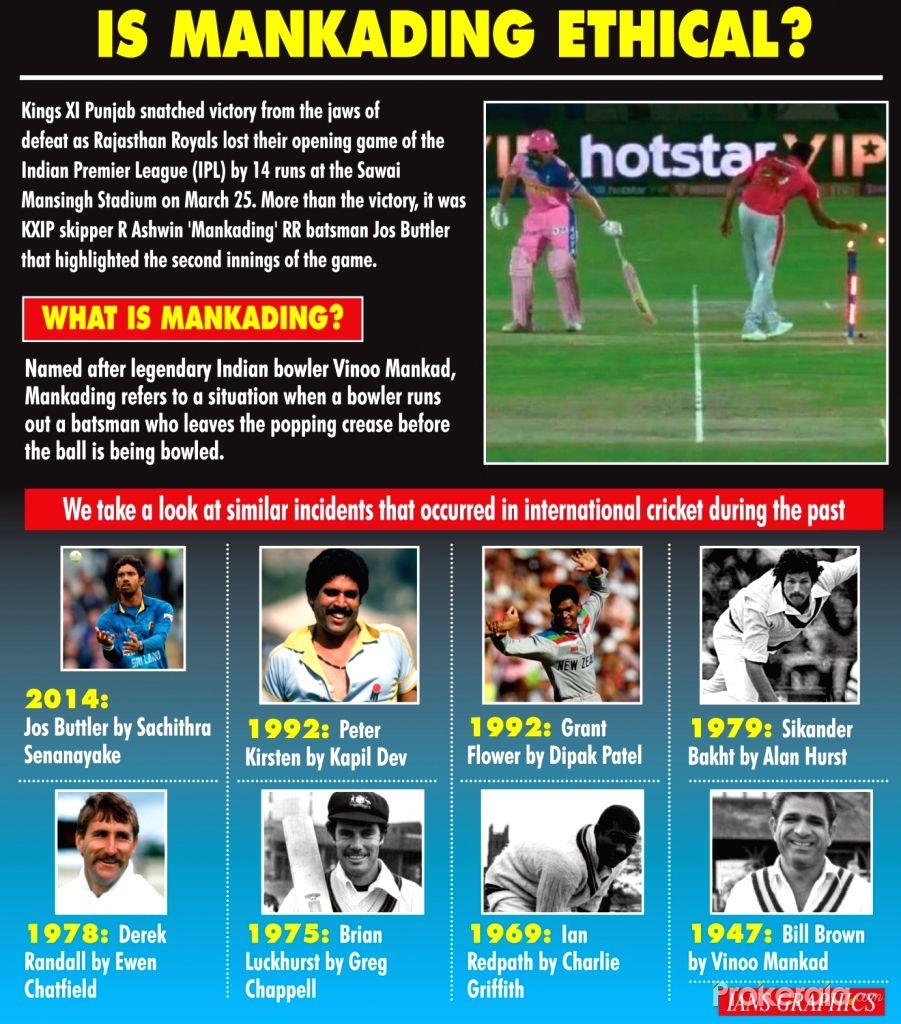 IS MANKADING ETHICAL?
Kings XI Punjab snatched victory from the jaws of
defeat as Rajasthan Royals lost their opening game of the
Indian Premier League (IPL) by 14 runs at the Sawai
Mansingh Stadium on March 25. More than the victory, it was
KXIP skipper R Ashwin 'Mankading' RR batsman Jos Buttler
that highlighted the second innings of the game.
hotstar VIP
WHAT IS MANKADING?
Named after legendary Indian bowler Vinoo Mankad,
Mankading refers to a situation when a bowler runs
out a batsman who leaves the popping crease before
the ball is being bowled.
We take a look at similar incidents that occurred in international cricket during the past
SRI LAN
2014:
Jos Buttler by Sachithra
Senanayake
1992: Peter
Kirsten by Kapil Dev
NEW ZEA
1992: Grant
Flower by Dipak Patel
1979: Sikander
Bakht by Alan Hurst
1978: Derek
Randall by Ewen
Chatfield
1975: Brian
Luckhurst by Greg
Chappell
1969: Ian
Redpath by Charlie
Griffith
1947: Bill Brown
by Vinoo Mankad
Prokerala.com
IANS GRAPHICS